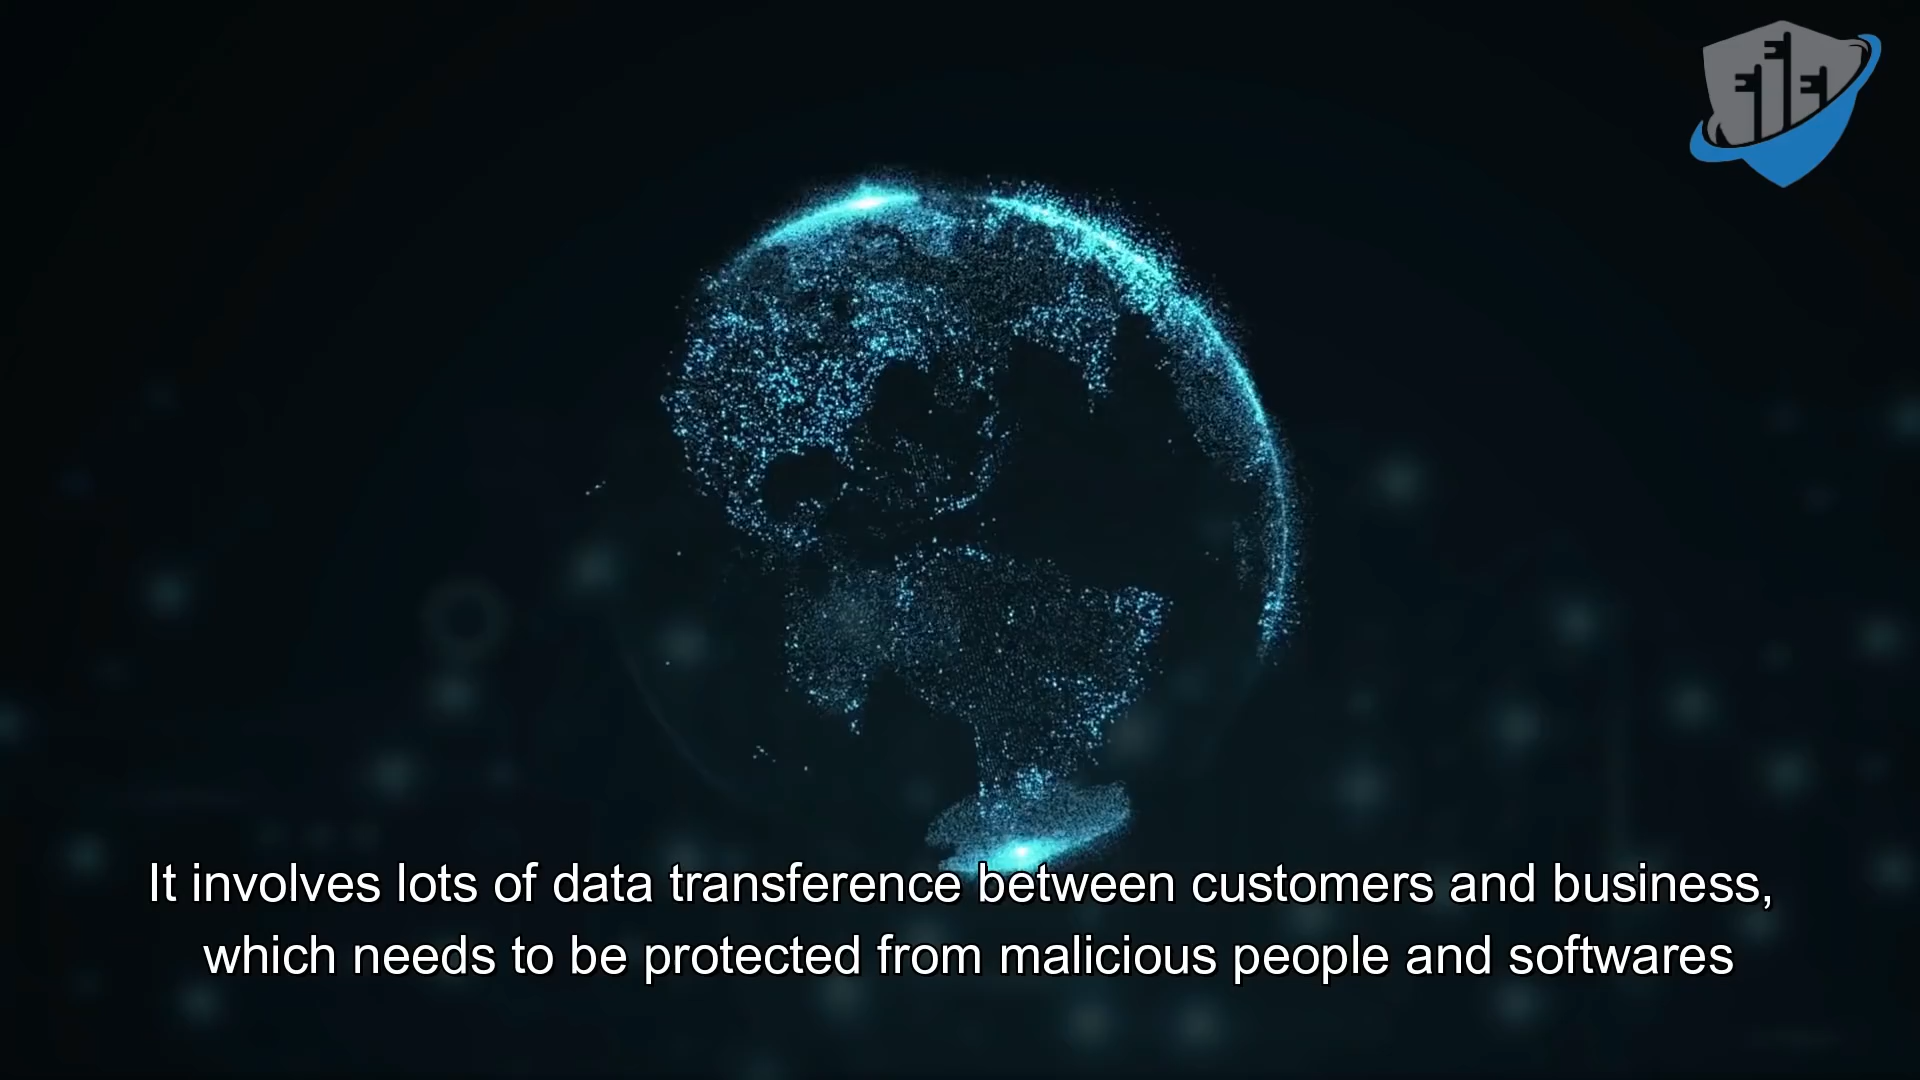 It involves lots of data transference between customers and business,
which needs to be protected from malicious people and softwares